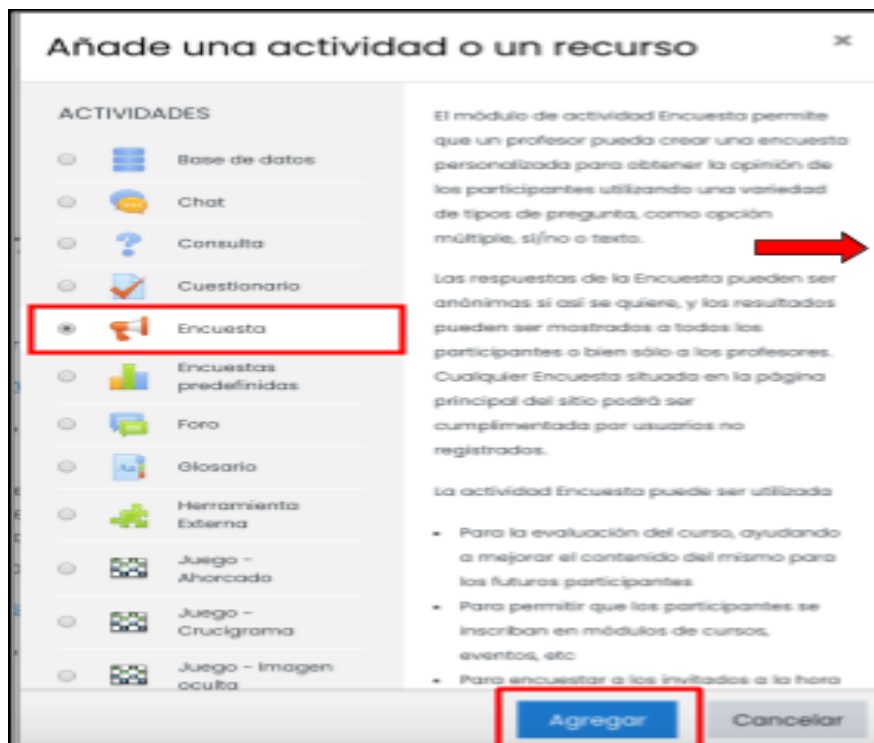 Añade una actividad o un recurso
×
ACTIVIDADES
Base de datos
Chat
Consulta
Cuestionario
Encuesta
Encuestas
predefinidas
Foro
Glosario
Herramienta
Externa
Juego -
Ahorcado
Juego -
Crucigrama
Juego - Imagen
oculta
El módulo de actividad Encuesta permite
que un profesor pueda crear una encuesta
personalizada para obtener la opinión de
los participantes utilizando una variedad
de tipos de pregunta, como opción
múltiple, sí/no o texto.
Las respuestas de la Encuesta pueden ser
anónimas si así se quiere, y los resultados
pueden ser mostrados a todos los
participantes o bien sólo a los profesores.
Cualquier Encuesta situada en la página
principal del sitio podrá ser
cumplimentada por usuarios no
registrados.
La actividad Encuesta puede ser utilizada
• Para la evaluación del curso, ayudando
a mejorar el contenido del mismo para
los futuros participantes
• Para permitir que los participantes se
inscriban en módulos de cursos,
eventos, etc
• Para encuestar a los invitados a la hora
Agregar
Cancelar